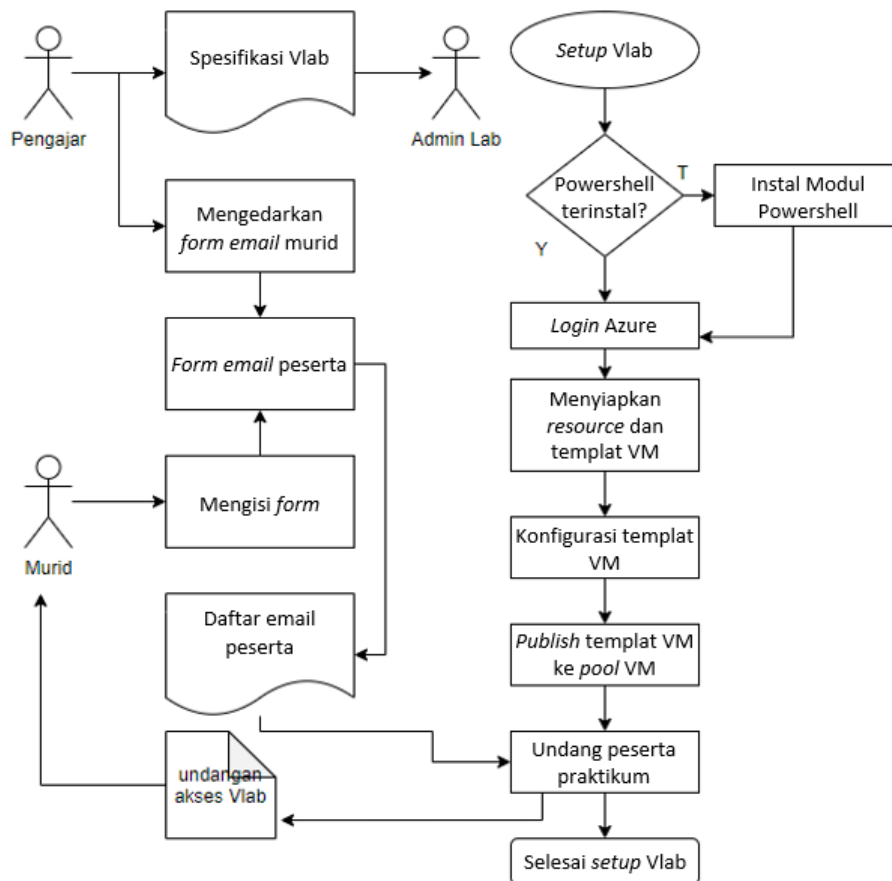 Spesifikasi Vlab
Pengajar
Admin Lab
Mengedarkan
form email murid
Form email peserta
Mengisi form
Murid
Daftar email
peserta
undangan
akses Vlab
Setup Vlab
Powershell
terinstal?
T
Y
Instal Modul
Powershell
Login Azure
Menyiapkan
resource dan
templat VM
Konfigurasi templat
VM
Publish templat VM
ke pool VM
Undang peserta
praktikum
Selesai setup Vlab